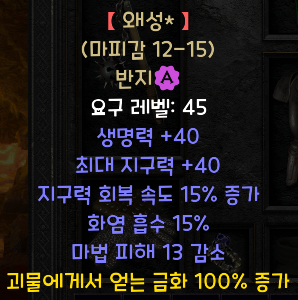 【 왜성* 】
(마피감 12-15)
반지 A
요구 레벨: 45
생명력 +40
최대 지구력 +40
지구력 회복 속도 15% 증가
화염 흡수 15%
마법 피해 13 감소
괴물에게서 얻는 금화 100% 증가